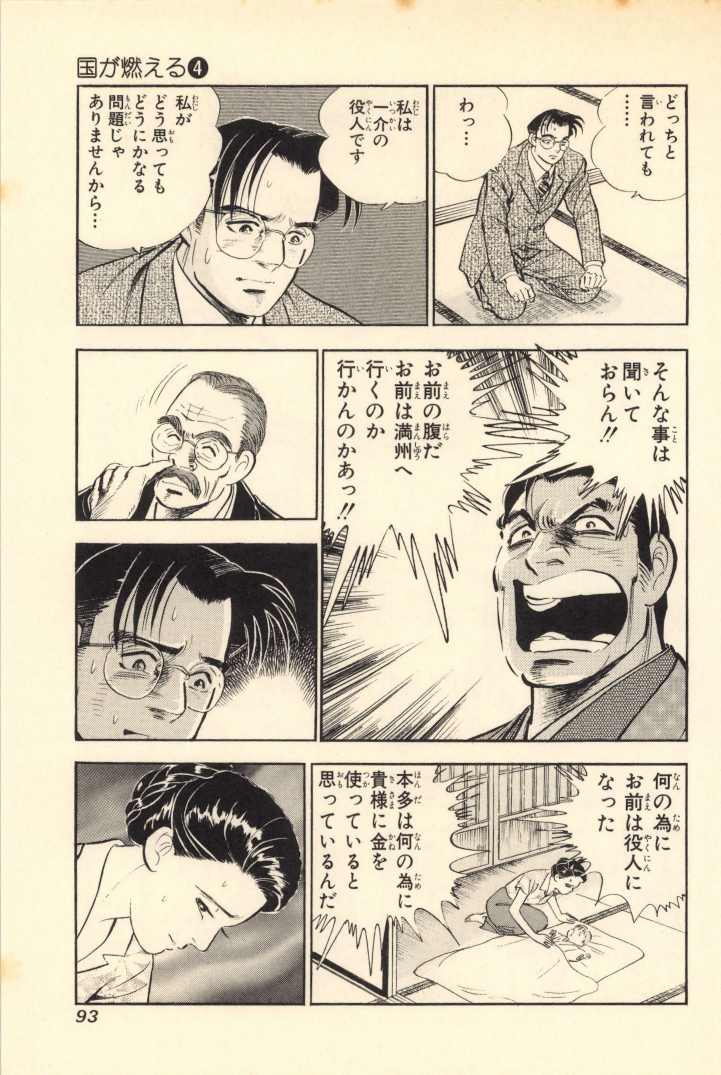 国が燃える❹
どっちと
言われても
……
わっ…
私は
一介の
役人です
私が
どう思っても
どうにかなる
問題じゃ
ありませんから…
そんな事は
聞いて
おらん!!
お前の腹だ
お前は満州へ
行くのか
行かんのかあっ!!
何の為に
お前は役人に
なった
本多は何の為に
貴様に金を
使っていると
思っているんだ
93